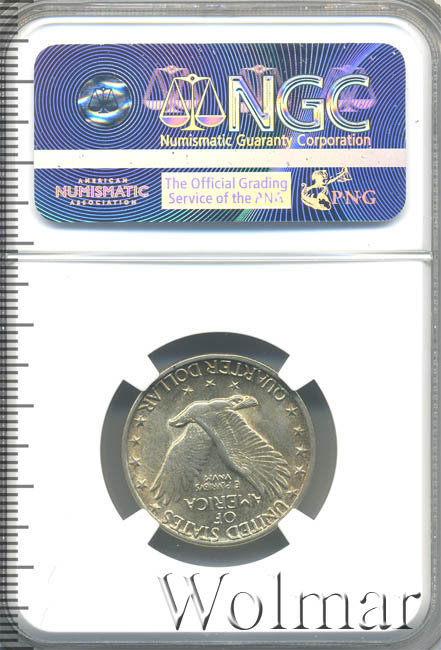 NGC
Numismatic Guaranty Corporation
AMERICAN
NUMISMATIC
ASSOCIATION
The Official Grading
Service of the PNG
PNG
QUARTER DOLLAR
E PLURIBUS
UNUM
UNITED STATES
OF
AMERICA
Wolmar